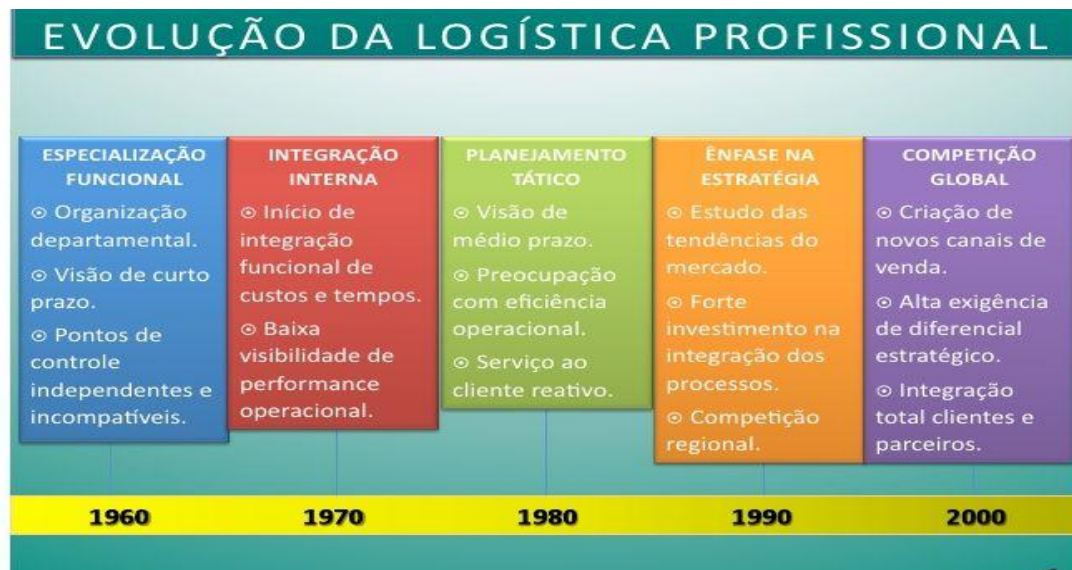 EVOLUÇÃO DA LOGÍSTICA PROFISSIONAL
ESPECIALIZAÇÃO
FUNCIONAL
⊙ Organização
departamental.
⊙ Visão de curto
prazo.
⊙ Pontos de
controle
independentes e
incompatíveis.
INTEGRAÇÃO
INTERNA
⊙ Início de
integração
funcional de
custos e tempos.
⊙ Baixa
visibilidade de
performance
operacional.
PLANEJAMENTO
TÁTICO
⊙ Visão de
médio prazo.
⊙ Preocupação
com eficiência
operacional.
⊙ Serviço ao
cliente reativo.
ÊNFASE NA
ESTRATÉGIA
⊙ Estudo das
tendências do
mercado.
⊙ Forte
investimento na
integração dos
processos.
⊙ Competição
regional.
COMPETIÇÃO
GLOBAL
⊙ Criação de
novos canais de
venda.
⊙ Alta exigência
de diferencial
estratégico.
⊙ Integração
total clientes e
parceiros.
1960
1970
1980
1990
2000